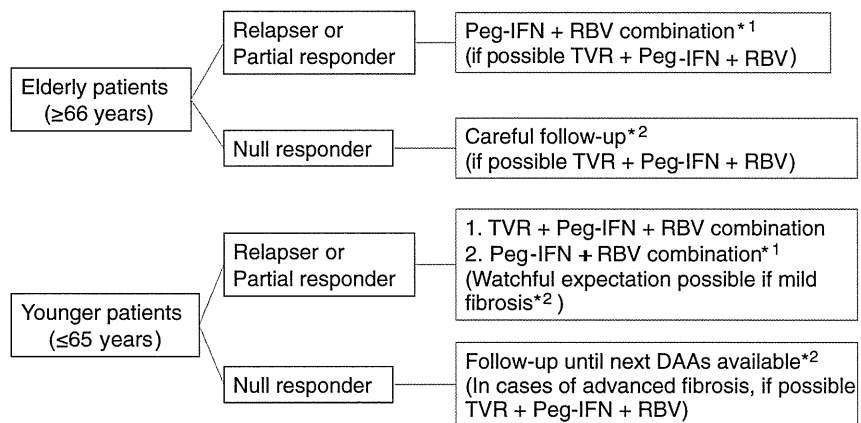 Elderly patients
(≥66 years)
Relapser or
Partial responder
Peg-IFN + RBV combination*1
(if possible TVR + Peg-IFN + RBV)
Null responder
Careful follow-up*2
(if possible TVR + Peg-IFN + RBV)
Younger patients
(≤65 years)
Relapser or
Partial responder
1. TVR + Peg-IFN + RBV combination
2. Peg-IFN + RBV combination*1
(Watchful expectation possible if mild
fibrosis*2 )
Null responder
Follow-up until next DAAs available*2
(In cases of advanced fibrosis, if possible
TVR + Peg-IFN + RBV)